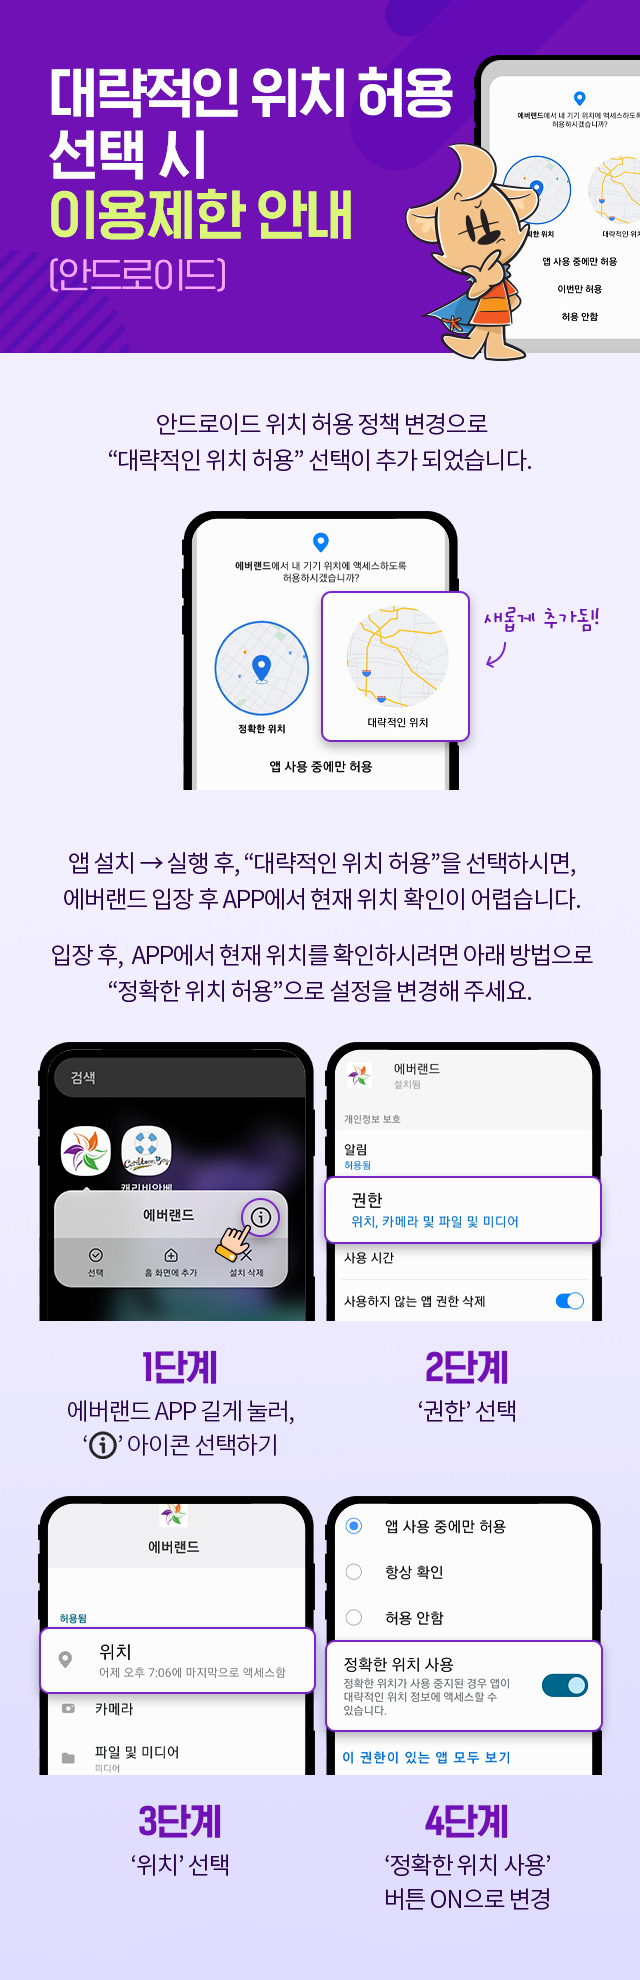 대략적인 위치 허용
선택 시
이용제한 안내
(안드로이드)
에버랜드에서 내 기기 위치에 액세스하도록
허용하시겠습니까?
정확한 위치
대략적인 위치
앱 사용 중에만 허용
이번만 허용
허용 안함
안드로이드 위치 허용 정책 변경으로
“대략적인 위치 허용” 선택이 추가 되었습니다.
에버랜드에서 내 기기 위치에 액세스하도록
허용하시겠습니까?
새롭게 추가됨!
정확한 위치
대략적인 위치
앱 사용 중에만 허용
앱 설치 → 실행 후, “대략적인 위치 허용”을 선택하시면,
에버랜드 입장 후 APP에서 현재 위치 확인이 어렵습니다.
입장 후, APP에서 현재 위치를 확인하시려면 아래 방법으로
“정확한 위치 허용”으로 설정을 변경해 주세요.
검색
Caribbean Bay
캐리비안베
에버랜드
선택
홈 화면에 추가
설치 삭제
에버랜드
설치됨
개인정보 보호
알림
허용됨
권한
위치, 카메라 및 파일 및 미디어
사용 시간
사용하지 않는 앱 권한 삭제
1단계
에버랜드 APP 길게 눌러,
‘ⓘ’ 아이콘 선택하기
2단계
‘권한’ 선택
에버랜드
허용됨
위치
어제 오후 7:06에 마지막으로 액세스함
카메라
파일 및 미디어
미디어
앱 사용 중에만 허용
항상 확인
허용 안함
정확한 위치 사용
정확한 위치가 사용 중지된 경우 앱이
대략적인 위치 정보에 액세스할 수
있습니다.
이 권한이 있는 앱 모두 보기
3단계
‘위치’ 선택
4단계
‘정확한 위치 사용’
버튼 ON으로 변경